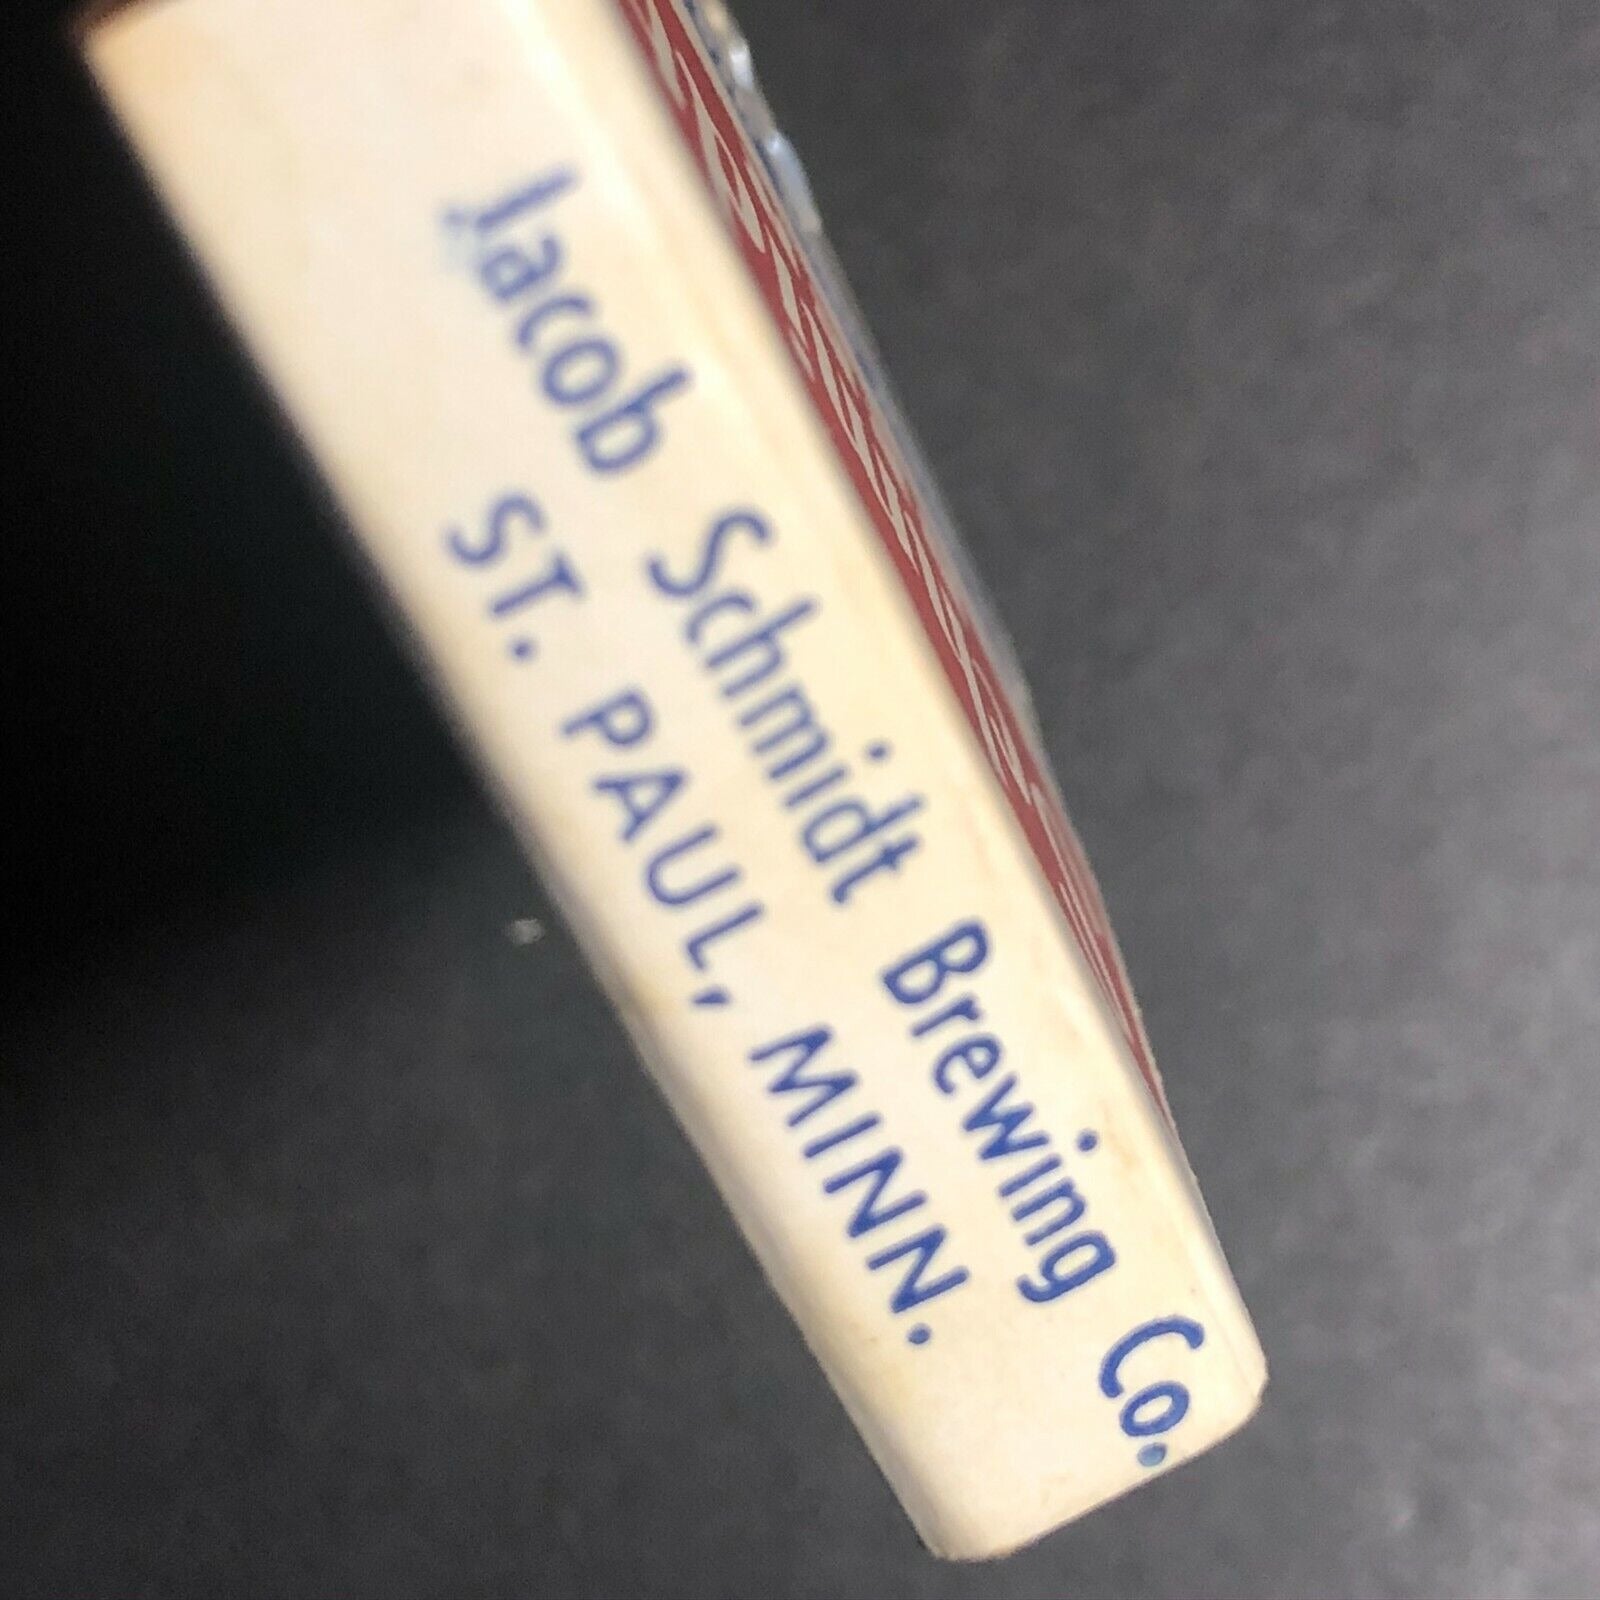 Jacob Schmidt Brewing Co.
ST. PAUL, MINN.